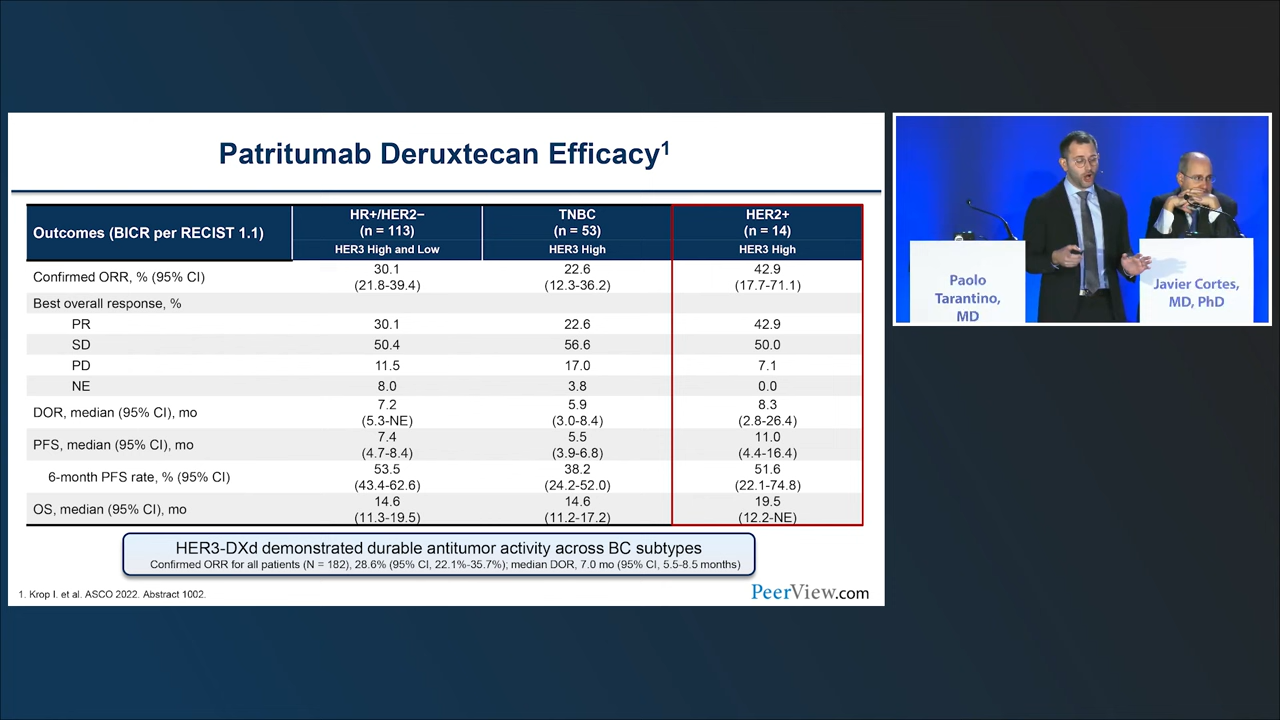 Patritumab Deruxtecan Efficacy1
Outcomes (BICR per RECIST 1.1)
HR+/HER2−
(n = 113)
HER3 High and Low
TNBC
(n = 53)
HER3 High
HER2+
(n = 14)
HER3 High
Confirmed ORR, % (95% CI)
30.1
(21.8-39.4)
22.6
(12.3-36.2)
42.9
(17.7-71.1)
Best overall response, %
PR 30.1 22.6 42.9
SD 50.4 56.6 50.0
PD 11.5 17.0 7.1
NE 8.0 3.8 0.0
DOR, median (95% CI), mo
7.2
(5.3-NE)
5.9
(3.0-8.4)
8.3
(2.8-26.4)
PFS, median (95% CI), mo
7.4
(4.7-8.4)
5.5
(3.9-6.8)
11.0
(4.4-16.4)
6-month PFS rate, % (95% CI)
53.5
(43.4-62.6)
38.2
(24.2-52.0)
51.6
(22.1-74.8)
OS, median (95% CI), mo
14.6
(11.3-19.5)
14.6
(11.2-17.2)
19.5
(12.2-NE)
HER3-DXd demonstrated durable antitumor activity across BC subtypes
Confirmed ORR for all patients (N = 182), 28.6% (95% CI, 22.1%-35.7%); median DOR, 7.0 mo (95% CI, 5.5-8.5 months)
1. Krop I. et al. ASCO 2022. Abstract 1002.
PeerView.com
Paolo
Tarantino,
MD
Javier Cortes,
MD, PhD